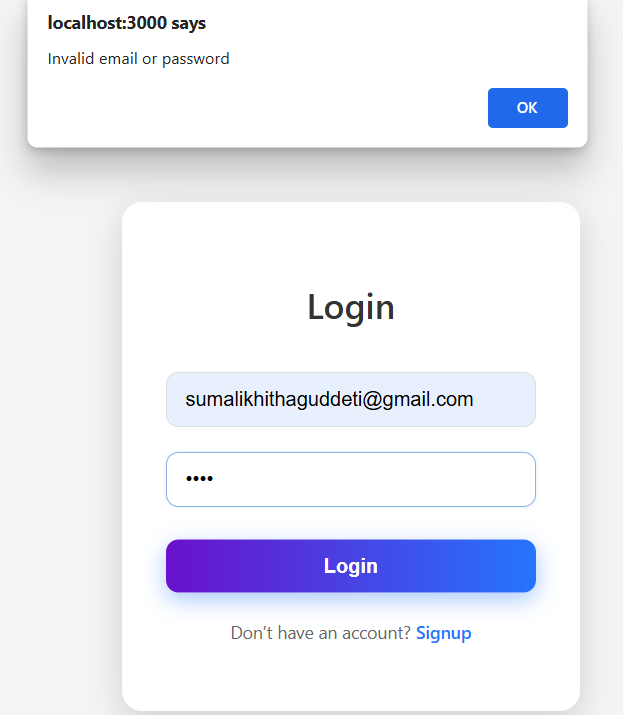 localhost:3000 says
Invalid email or password
OK
Login
sumalikhithaguddeti@gmail.com
••••
Login
Don’t have an account? Signup